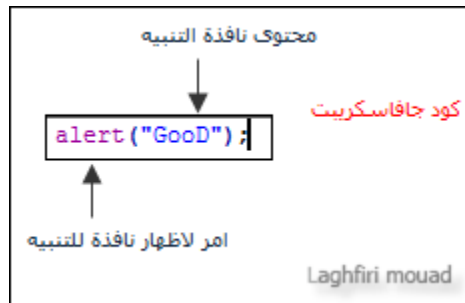 محتوى نافذة التنبيه
كود جافاسكريبت
alert("GooD");
امر لاظهار نافذة للتنبيه
Laghfiri mouad